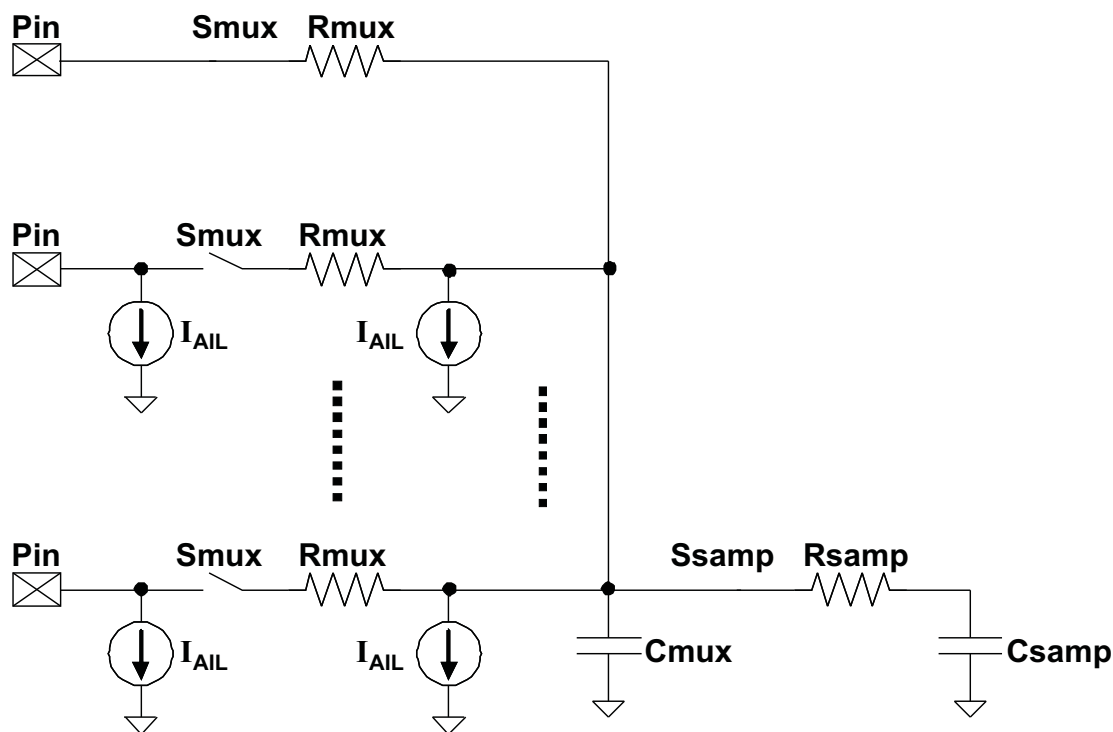 Pin Smux Rmux
Pin Smux Rmux
IAIL IAIL
Pin Smux Rmux Ssamp Rsamp
IAIL IAIL Cmux Csamp